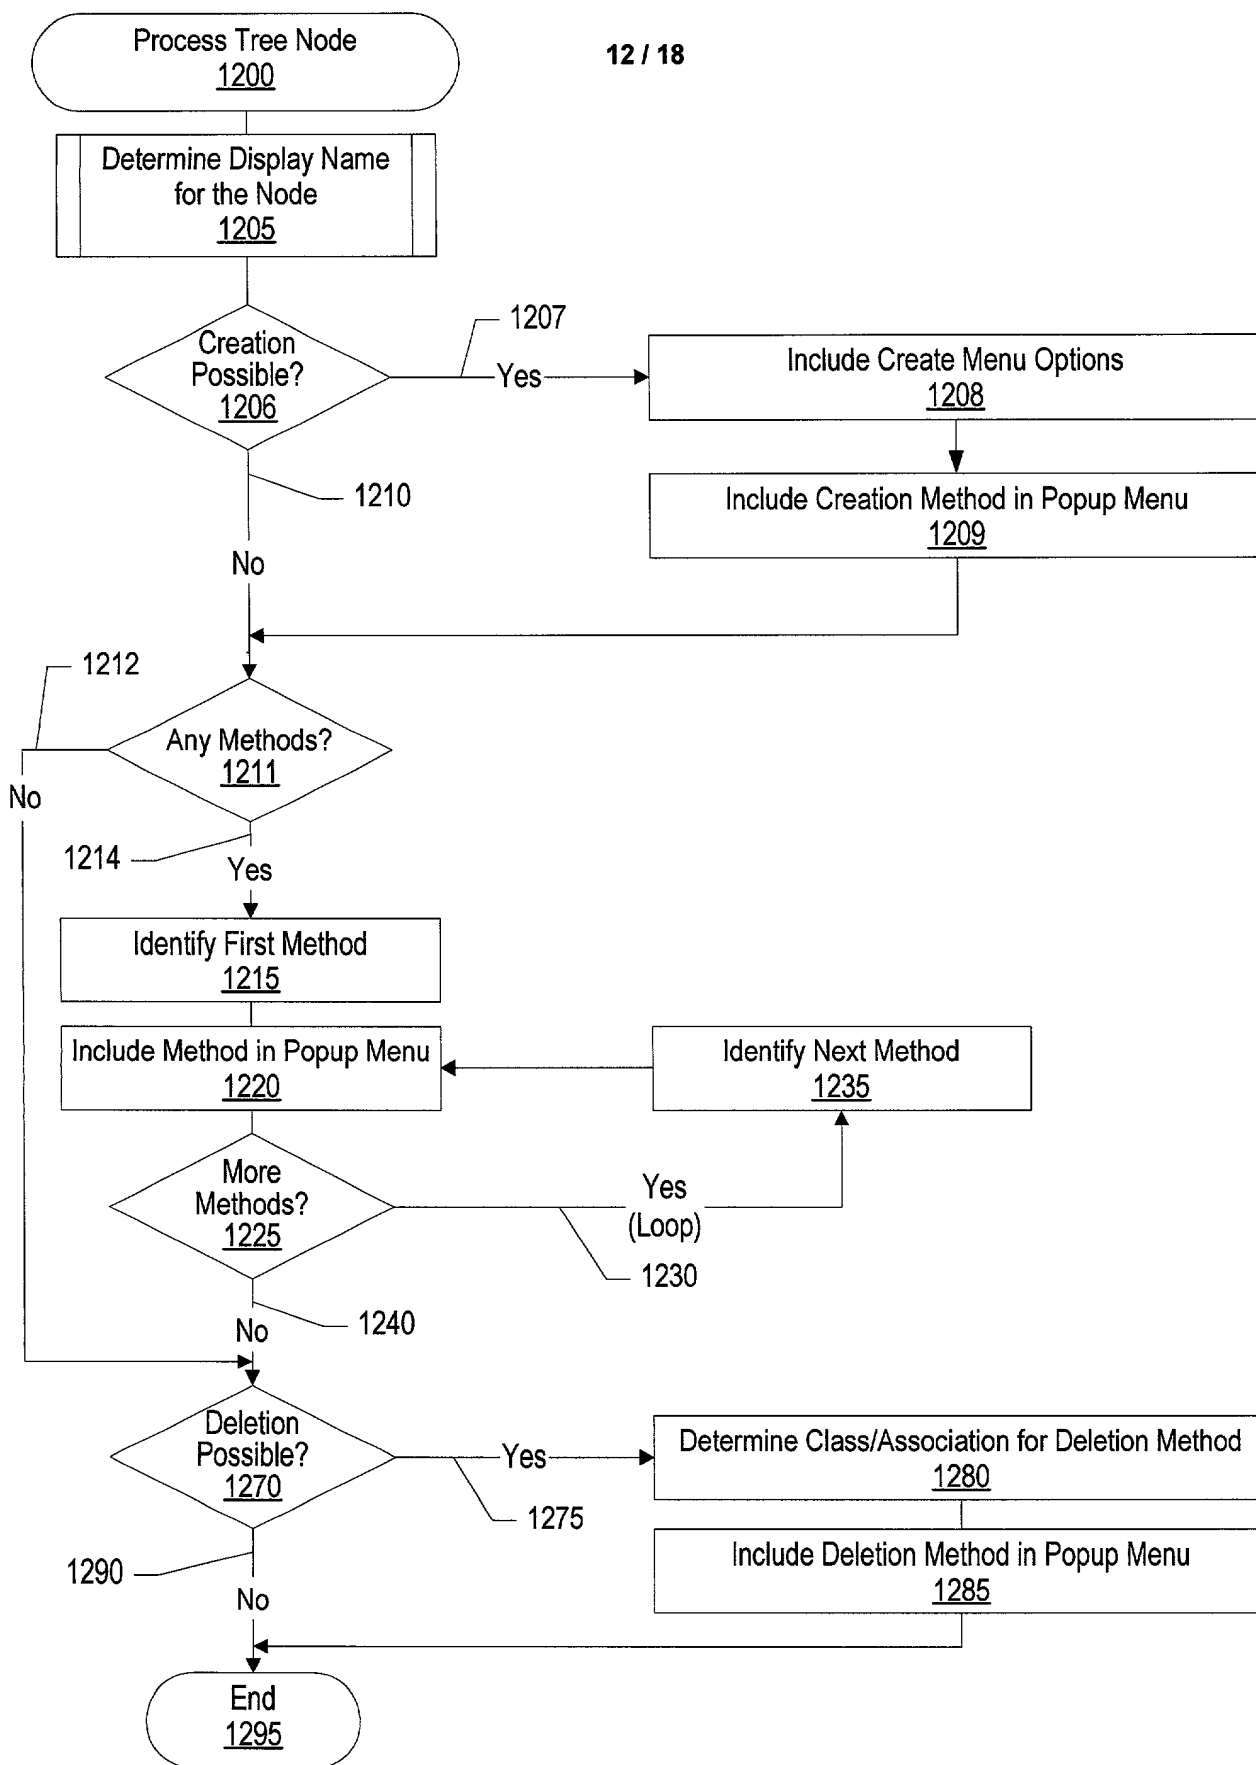 Process Tree Node
1200
12 / 18
Determine Display Name
for the Node
1205
1207
Creation
Possible?
1206
Yes
Include Create Menu Options
1208
1210
Include Creation Method in Popup Menu
1209
No
1212
Any Methods?
1211
No
1214
Yes
Identify First Method
1215
Include Method in Popup Menu
1220
Identify Next Method
1235
More
Methods?
1225
Yes
(Loop)
1230
1240
No
Deletion
Possible?
1270
Yes
Determine Class/Association for Deletion Method
1280
1275
1290
Include Deletion Method in Popup Menu
1285
No
End
1295